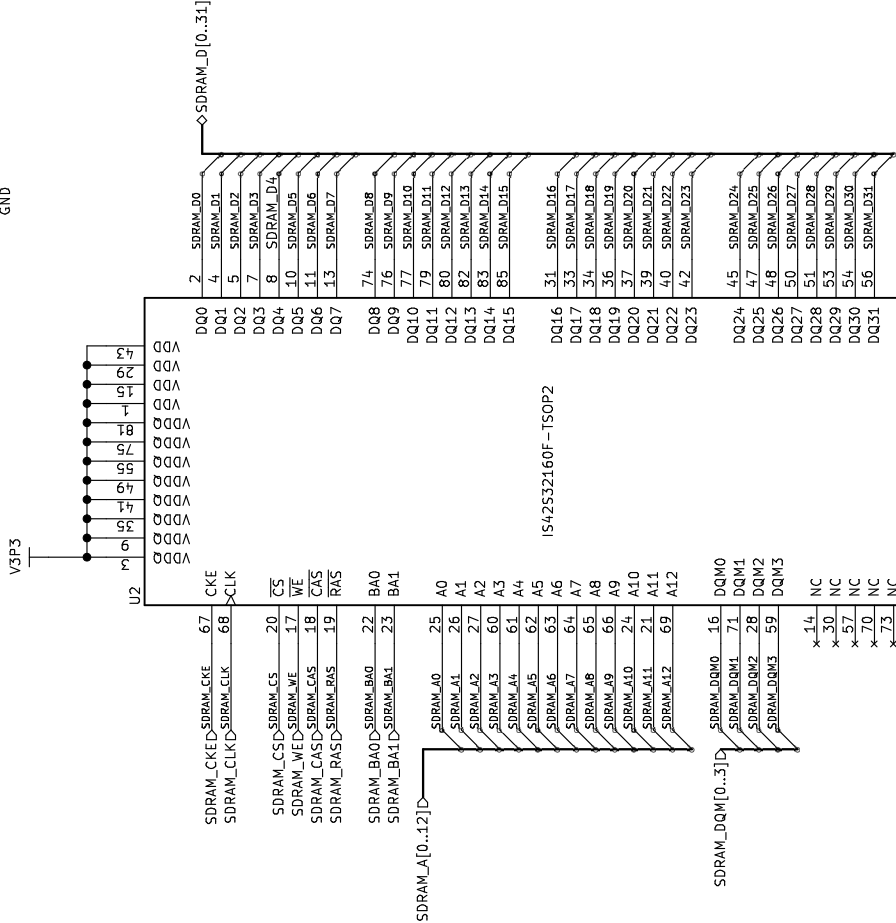 GND
V3P3
U2
IS42S32160F-TSOP2
SDRAM_D[0..31]
SDRAM_D0 2 DQ0
SDRAM_D1 4 DQ1
SDRAM_D2 5 DQ2
SDRAM_D3 7 DQ3
SDRAM_D4 8 DQ4
SDRAM_D5 10 DQ5
SDRAM_D6 11 DQ6
SDRAM_D7 13 DQ7
SDRAM_D8 74 DQ8
SDRAM_D9 76 DQ9
SDRAM_D10 77 DQ10
SDRAM_D11 79 DQ11
SDRAM_D12 80 DQ12
SDRAM_D13 82 DQ13
SDRAM_D14 83 DQ14
SDRAM_D15 85 DQ15
SDRAM_D16 31 DQ16
SDRAM_D17 33 DQ17
SDRAM_D18 34 DQ18
SDRAM_D19 36 DQ19
SDRAM_D20 37 DQ20
SDRAM_D21 39 DQ21
SDRAM_D22 40 DQ22
SDRAM_D23 42 DQ23
SDRAM_D24 45 DQ24
SDRAM_D25 47 DQ25
SDRAM_D26 48 DQ26
SDRAM_D27 50 DQ27
SDRAM_D28 51 DQ28
SDRAM_D29 53 DQ29
SDRAM_D30 54 DQ30
SDRAM_D31 56 DQ31
43 VDD
29 VDD
15 VDD
1 VDD
81 VDDQ
75 VDDQ
55 VDDQ
49 VDDQ
41 VDDQ
35 VDDQ
9 VDDQ
3 VDDQ
SDRAM_CKE SDRAM_CKE 67 CKE
SDRAM_CLK SDRAM_CLK 68 CLK
SDRAM_CS SDRAM_CS 20 CS
SDRAM_WE SDRAM_WE 17 WE
SDRAM_CAS SDRAM_CAS 18 CAS
SDRAM_RAS SDRAM_RAS 19 RAS
SDRAM_BA0 SDRAM_BA0 22 BA0
SDRAM_BA1 SDRAM_BA1 23 BA1
SDRAM_A[0..12]
SDRAM_A0 25 A0
SDRAM_A1 26 A1
SDRAM_A2 27 A2
SDRAM_A3 60 A3
SDRAM_A4 61 A4
SDRAM_A5 62 A5
SDRAM_A6 63 A6
SDRAM_A7 64 A7
SDRAM_A8 65 A8
SDRAM_A9 66 A9
SDRAM_A10 24 A10
SDRAM_A11 21 A11
SDRAM_A12 69 A12
SDRAM_DQM[0..3]
SDRAM_DQM0 16 DQM0
SDRAM_DQM1 71 DQM1
SDRAM_DQM2 28 DQM2
SDRAM_DQM3 59 DQM3
14 NC
30 NC
57 NC
70 NC
73 NC